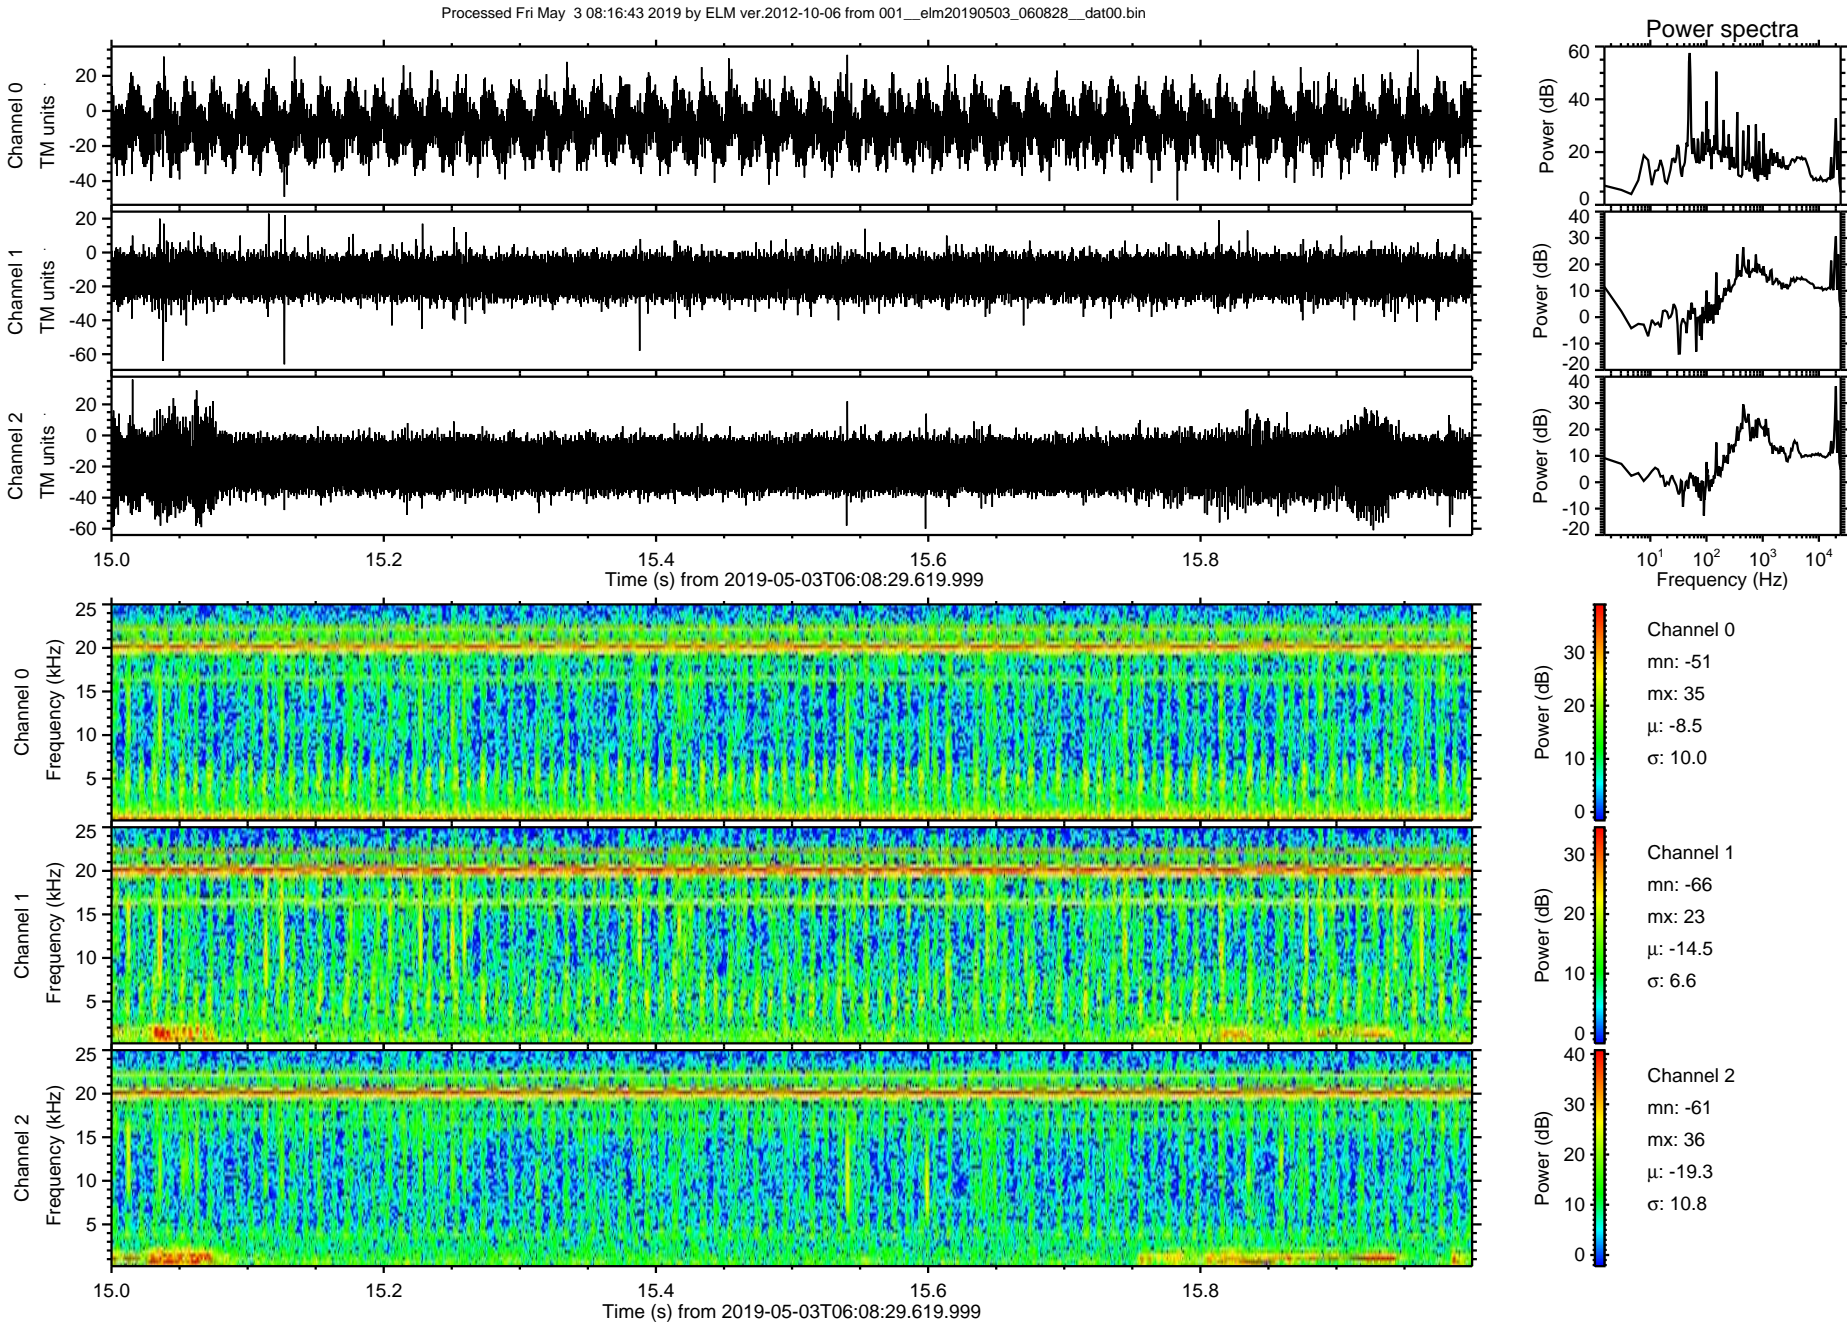 Processed Fri May  3 08:16:43 2019 by ELM ver.2012-10-06 from 001__elm20190503_060828__dat00.bin
Power spectra
Channel 0
TM units
20
0
-20
-40
Power (dB)
60
40
20
0
Channel 1
TM units
20
0
-20
-40
-60
Power (dB)
40
30
20
10
0
-10
-20
Channel 2
TM units
20
0
-20
-40
-60
Power (dB)
40
30
20
10
0
-10
-20
15.0 15.2 15.4 15.6 15.8
Time (s) from 2019-05-03T06:08:29.619.999
10¹ 10² 10³ 10⁴
Frequency (Hz)
Channel 0
Frequency (kHz)
25
20
15
10
5
Power (dB)
30
20
10
0
Channel 0
mn: -51
mx: 35
μ: -8.5
σ: 10.0
Channel 1
Frequency (kHz)
25
20
15
10
5
Power (dB)
30
20
10
0
Channel 1
mn: -66
mx: 23
μ: -14.5
σ: 6.6
Channel 2
Frequency (kHz)
25
20
15
10
5
Power (dB)
40
30
20
10
0
Channel 2
mn: -61
mx: 36
μ: -19.3
σ: 10.8
15.0 15.2 15.4 15.6 15.8
Time (s) from 2019-05-03T06:08:29.619.999